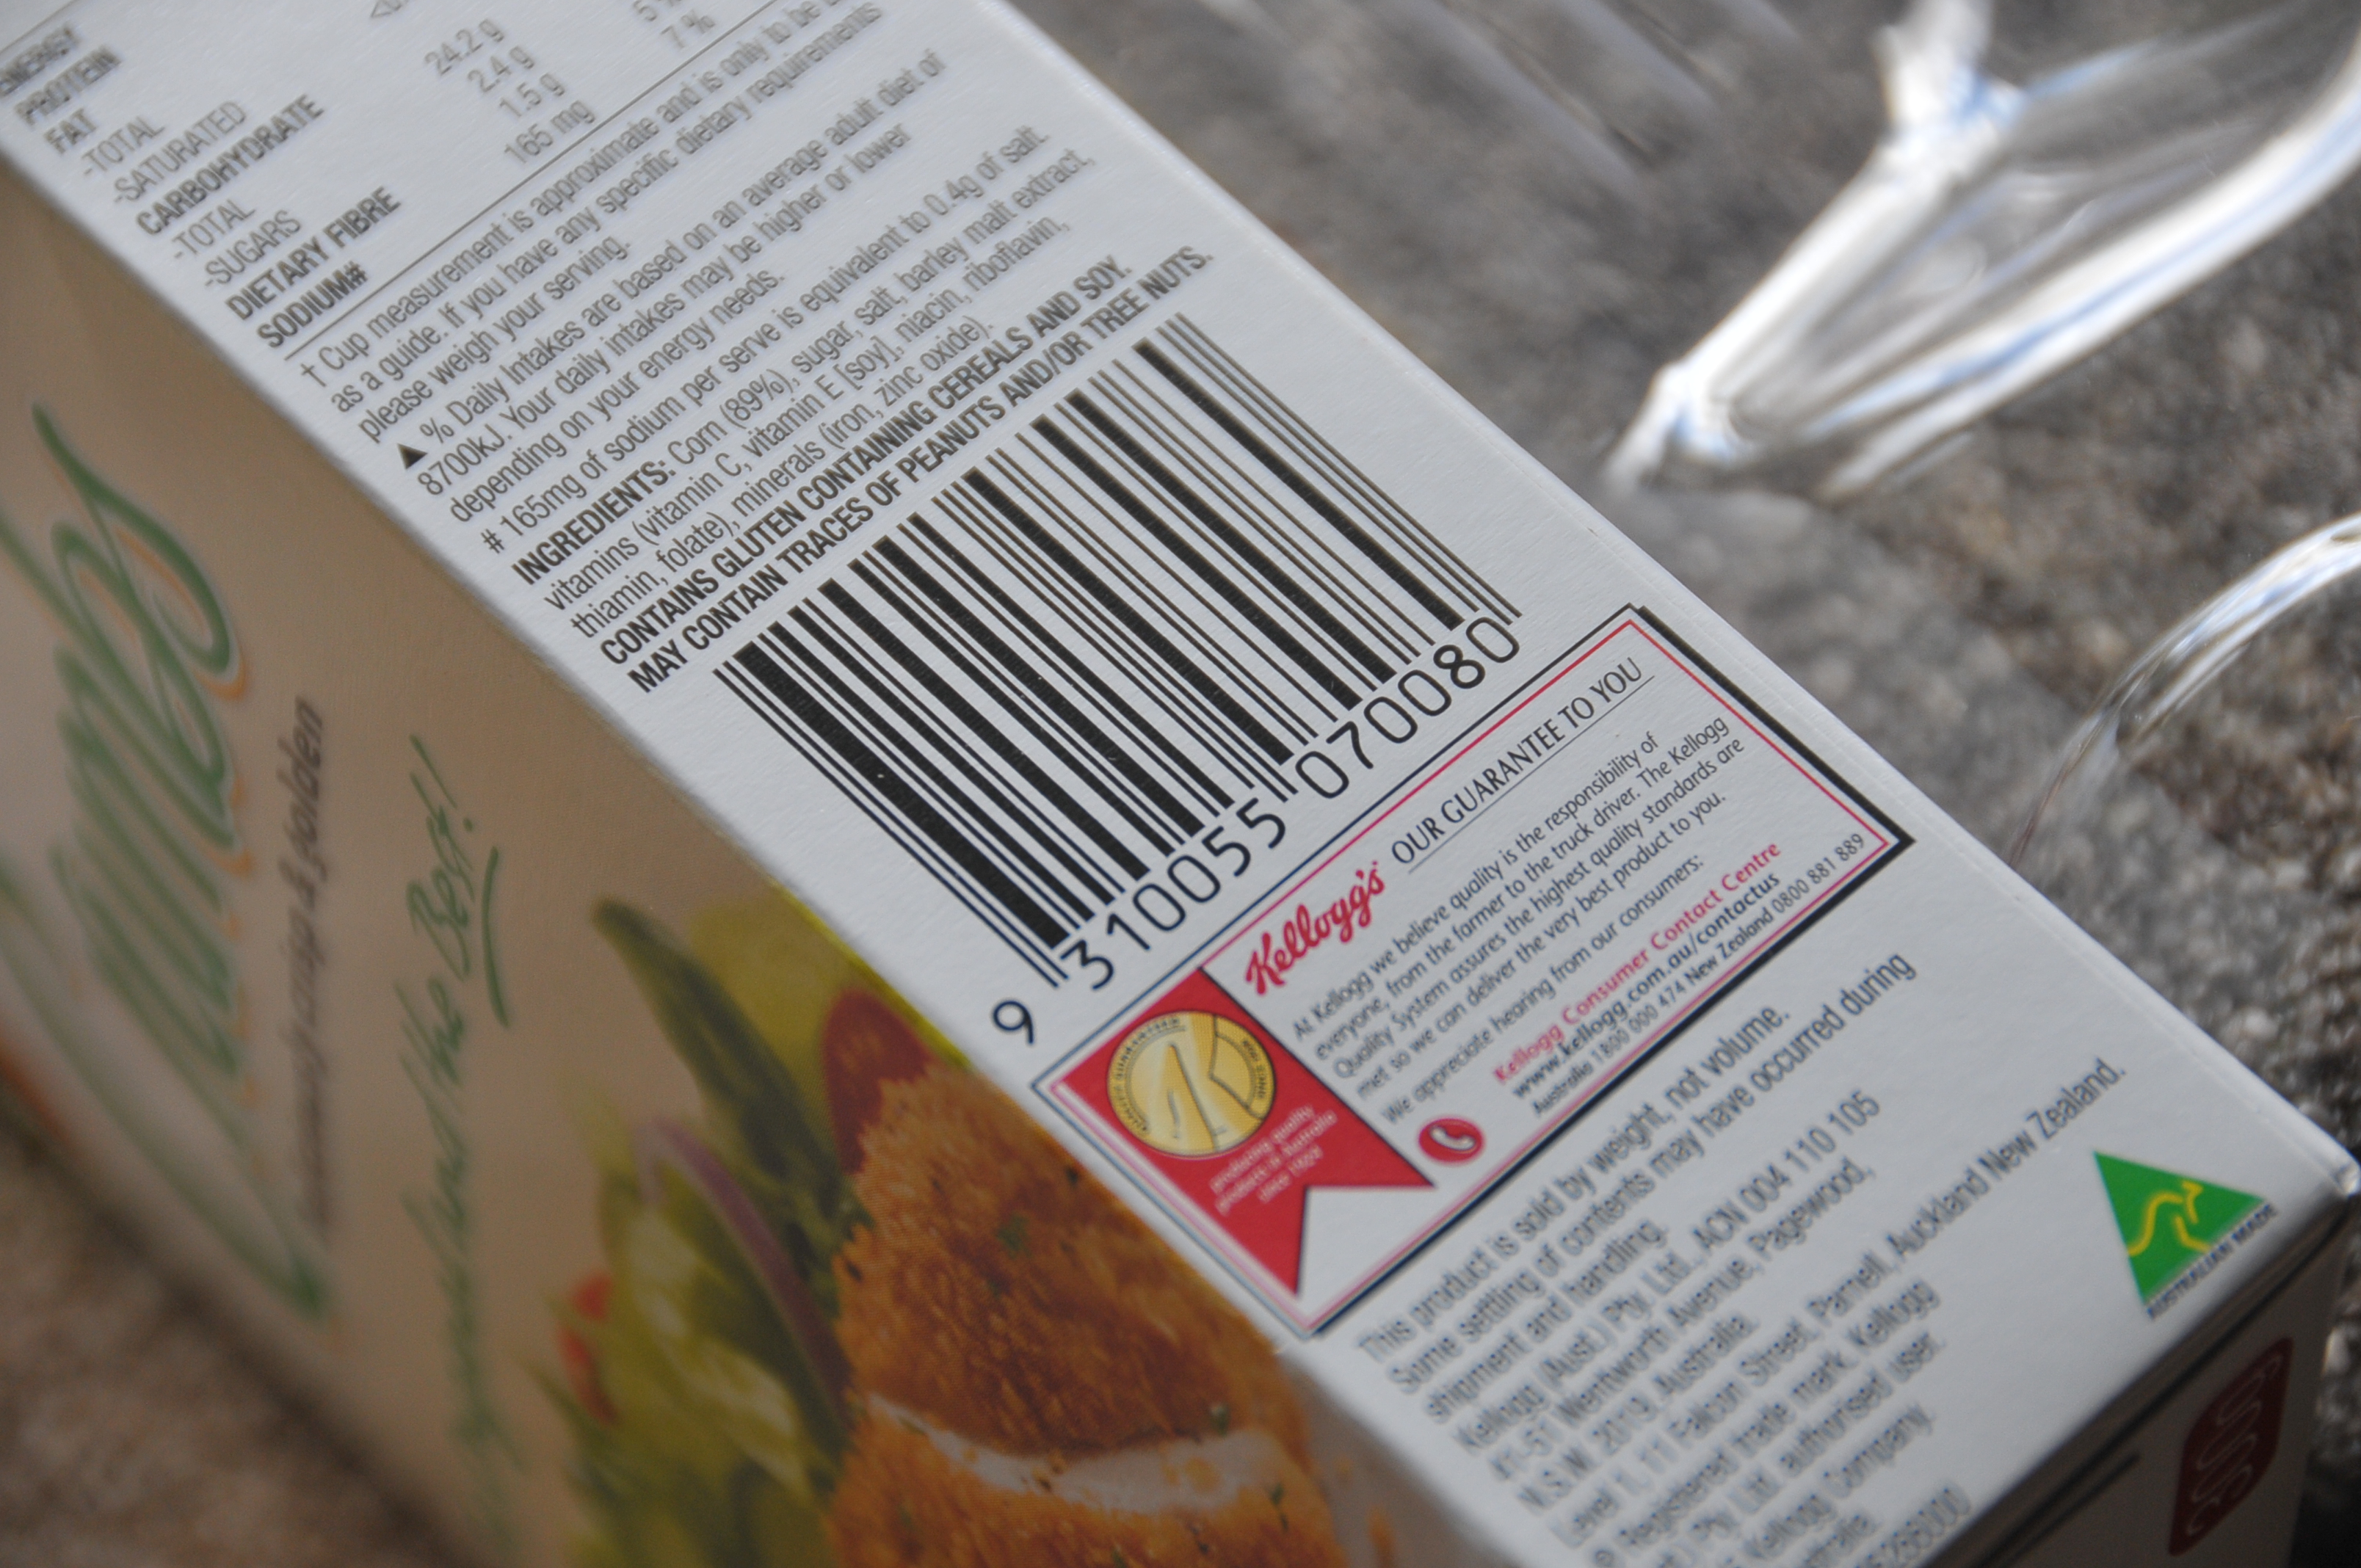 ENERGY
PROTEIN
FAT
-TOTAL
-SATURATED
CARBOHYDRATE
-TOTAL 24.2 g
-SUGARS 2.4 g
DIETARY FIBRE 1.5 g
SODIUM# 165 mg
7 %
† Cup measurement is approximate and is only to be
as a guide. If you have any specific dietary requirements
please weigh your serving.
▲ % Daily Intakes are based on an average adult diet of
8700kJ. Your daily intakes may be higher or lower
depending on your energy needs.
# 165mg of sodium per serve is equivalent to 0.4g of salt.
INGREDIENTS: Corn (89%), sugar, salt, barley malt extract,
vitamins (vitamin C, vitamin E [soy], niacin, riboflavin,
thiamin, folate), minerals (iron, zinc oxide).
CONTAINS GLUTEN CONTAINING CEREALS AND SOY.
MAY CONTAIN TRACES OF PEANUTS AND/OR TREE NUTS.
9 310055 070080
Kellogg's OUR GUARANTEE TO YOU
At Kellogg we believe quality is the responsibility of
everyone, from the farmer to the truck driver. The Kellogg
Quality System assures the highest quality standards are
met so we can deliver the very best product to you.
We appreciate hearing from our consumers:
Kellogg Consumer Contact Centre
www.kellogg.com.au/contactus
Australia 1800 000 474 New Zealand 0800 881 889
producing quality
products in Australia
since 1924
This product is sold by weight, not volume.
Some settling of contents may have occurred during
shipment and handling.
Kellogg (Aust.) Pty. Ltd., ACN 004 110 105
41-51 Wentworth Avenue, Pagewood,
N.S.W. 2019. Australia.
Level 1, 11 Falcon Street, Parnell, Auckland New Zealand.
® Registered trade mark. Kellogg
Pty. Ltd. authorised user.
Kellogg Company.
AUSTRALIAN MADE
crisp & golden
the Best!
300g